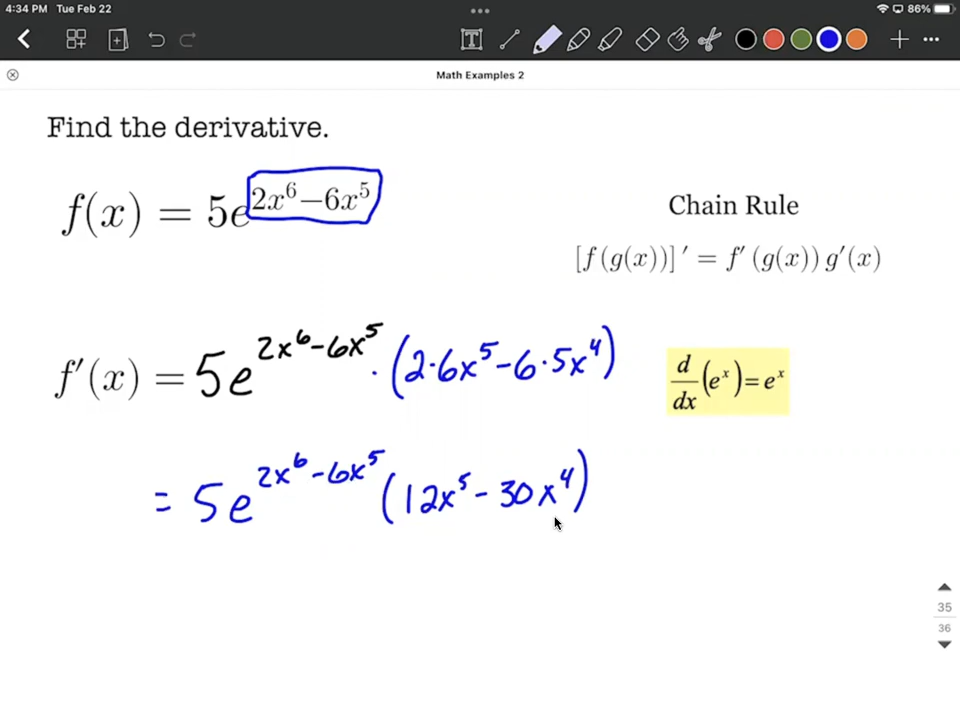 4:34 PM Tue Feb 22
86%
T
Math Examples 2
Find the derivative.
f(x) = 5e^{2x^6−6x^5}
Chain Rule
[f(g(x))]′ = f′(g(x)) g′(x)
f′(x) = 5e^{2x^6−6x^5} · (2·6x^5−6·5x^4)
d/dx (e^x) = e^x
= 5e^{2x^6−6x^5} (12x^5 − 30x^4)
35
36